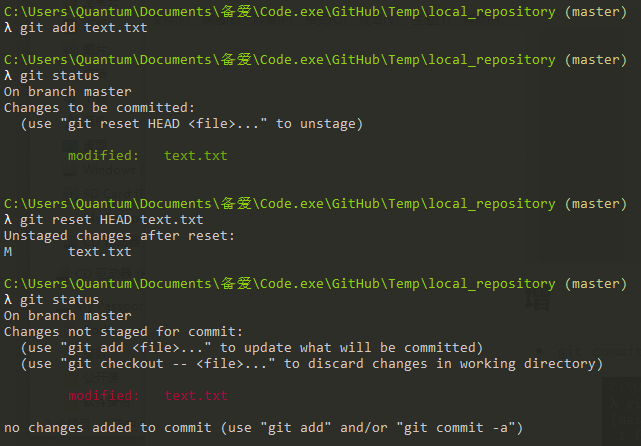 C:\Users\Quantum\Documents\备爱\Code.exe\GitHub\Temp\local_repository (master)
λ git add text.txt
C:\Users\Quantum\Documents\备爱\Code.exe\GitHub\Temp\local_repository (master)
λ git status
On branch master
Changes to be committed:
(use "git reset HEAD <file>..." to unstage)
modified: text.txt
C:\Users\Quantum\Documents\备爱\Code.exe\GitHub\Temp\local_repository (master)
λ git reset HEAD text.txt
Unstaged changes after reset:
M text.txt
C:\Users\Quantum\Documents\备爱\Code.exe\GitHub\Temp\local_repository (master)
λ git status
On branch master
Changes not staged for commit:
(use "git add <file>..." to update what will be committed)
(use "git checkout -- <file>..." to discard changes in working directory)
modified: text.txt
no changes added to commit (use "git add" and/or "git commit -a")